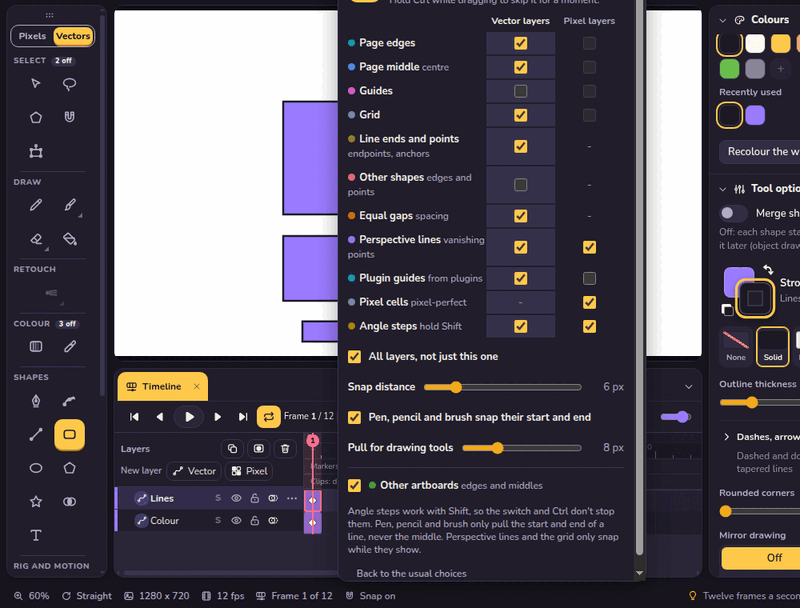 Pixels Vectors
SELECT 2 off
DRAW
RETOUCH
COLOUR 3 off
SHAPES
RIG AND MOTION
Hold Ctrl while dragging to skip it for a moment.
Vector layers Pixel layers
Page edges
Page middle centre
Guides
Grid
Line ends and points
endpoints, anchors -
Other shapes edges and
points -
Equal gaps spacing -
Perspective lines vanishing
points
Plugin guides from plugins
Pixel cells pixel-perfect -
Angle steps hold Shift
All layers, not just this one
Snap distance 6 px
Pen, pencil and brush snap their start and end
Pull for drawing tools 8 px
Other artboards edges and middles
Angle steps work with Shift, so the switch and Ctrl don't stop
them. Pen, pencil and brush only pull the start and end of a
line, never the middle. Perspective lines and the grid only snap
while they show.
Back to the usual choices
Timeline ×
Frame 1 / 12
Layers
New layer Vector Pixel
1
Markers
Clips: d
Lines S
Colour S
0
Colours
Recently used
Recolour the w
Tool optio
Merge sh
Off: each shape sta
it later (object draw
Stro
Lines
None Solid
Outline thickness
Dashes, arrow
Dashed and do
tapered lines
Rounded corners
Mirror drawing
Off
60% Straight 1280 x 720 12 fps Frame 1 of 12 Snap on
Twelve frames a secon